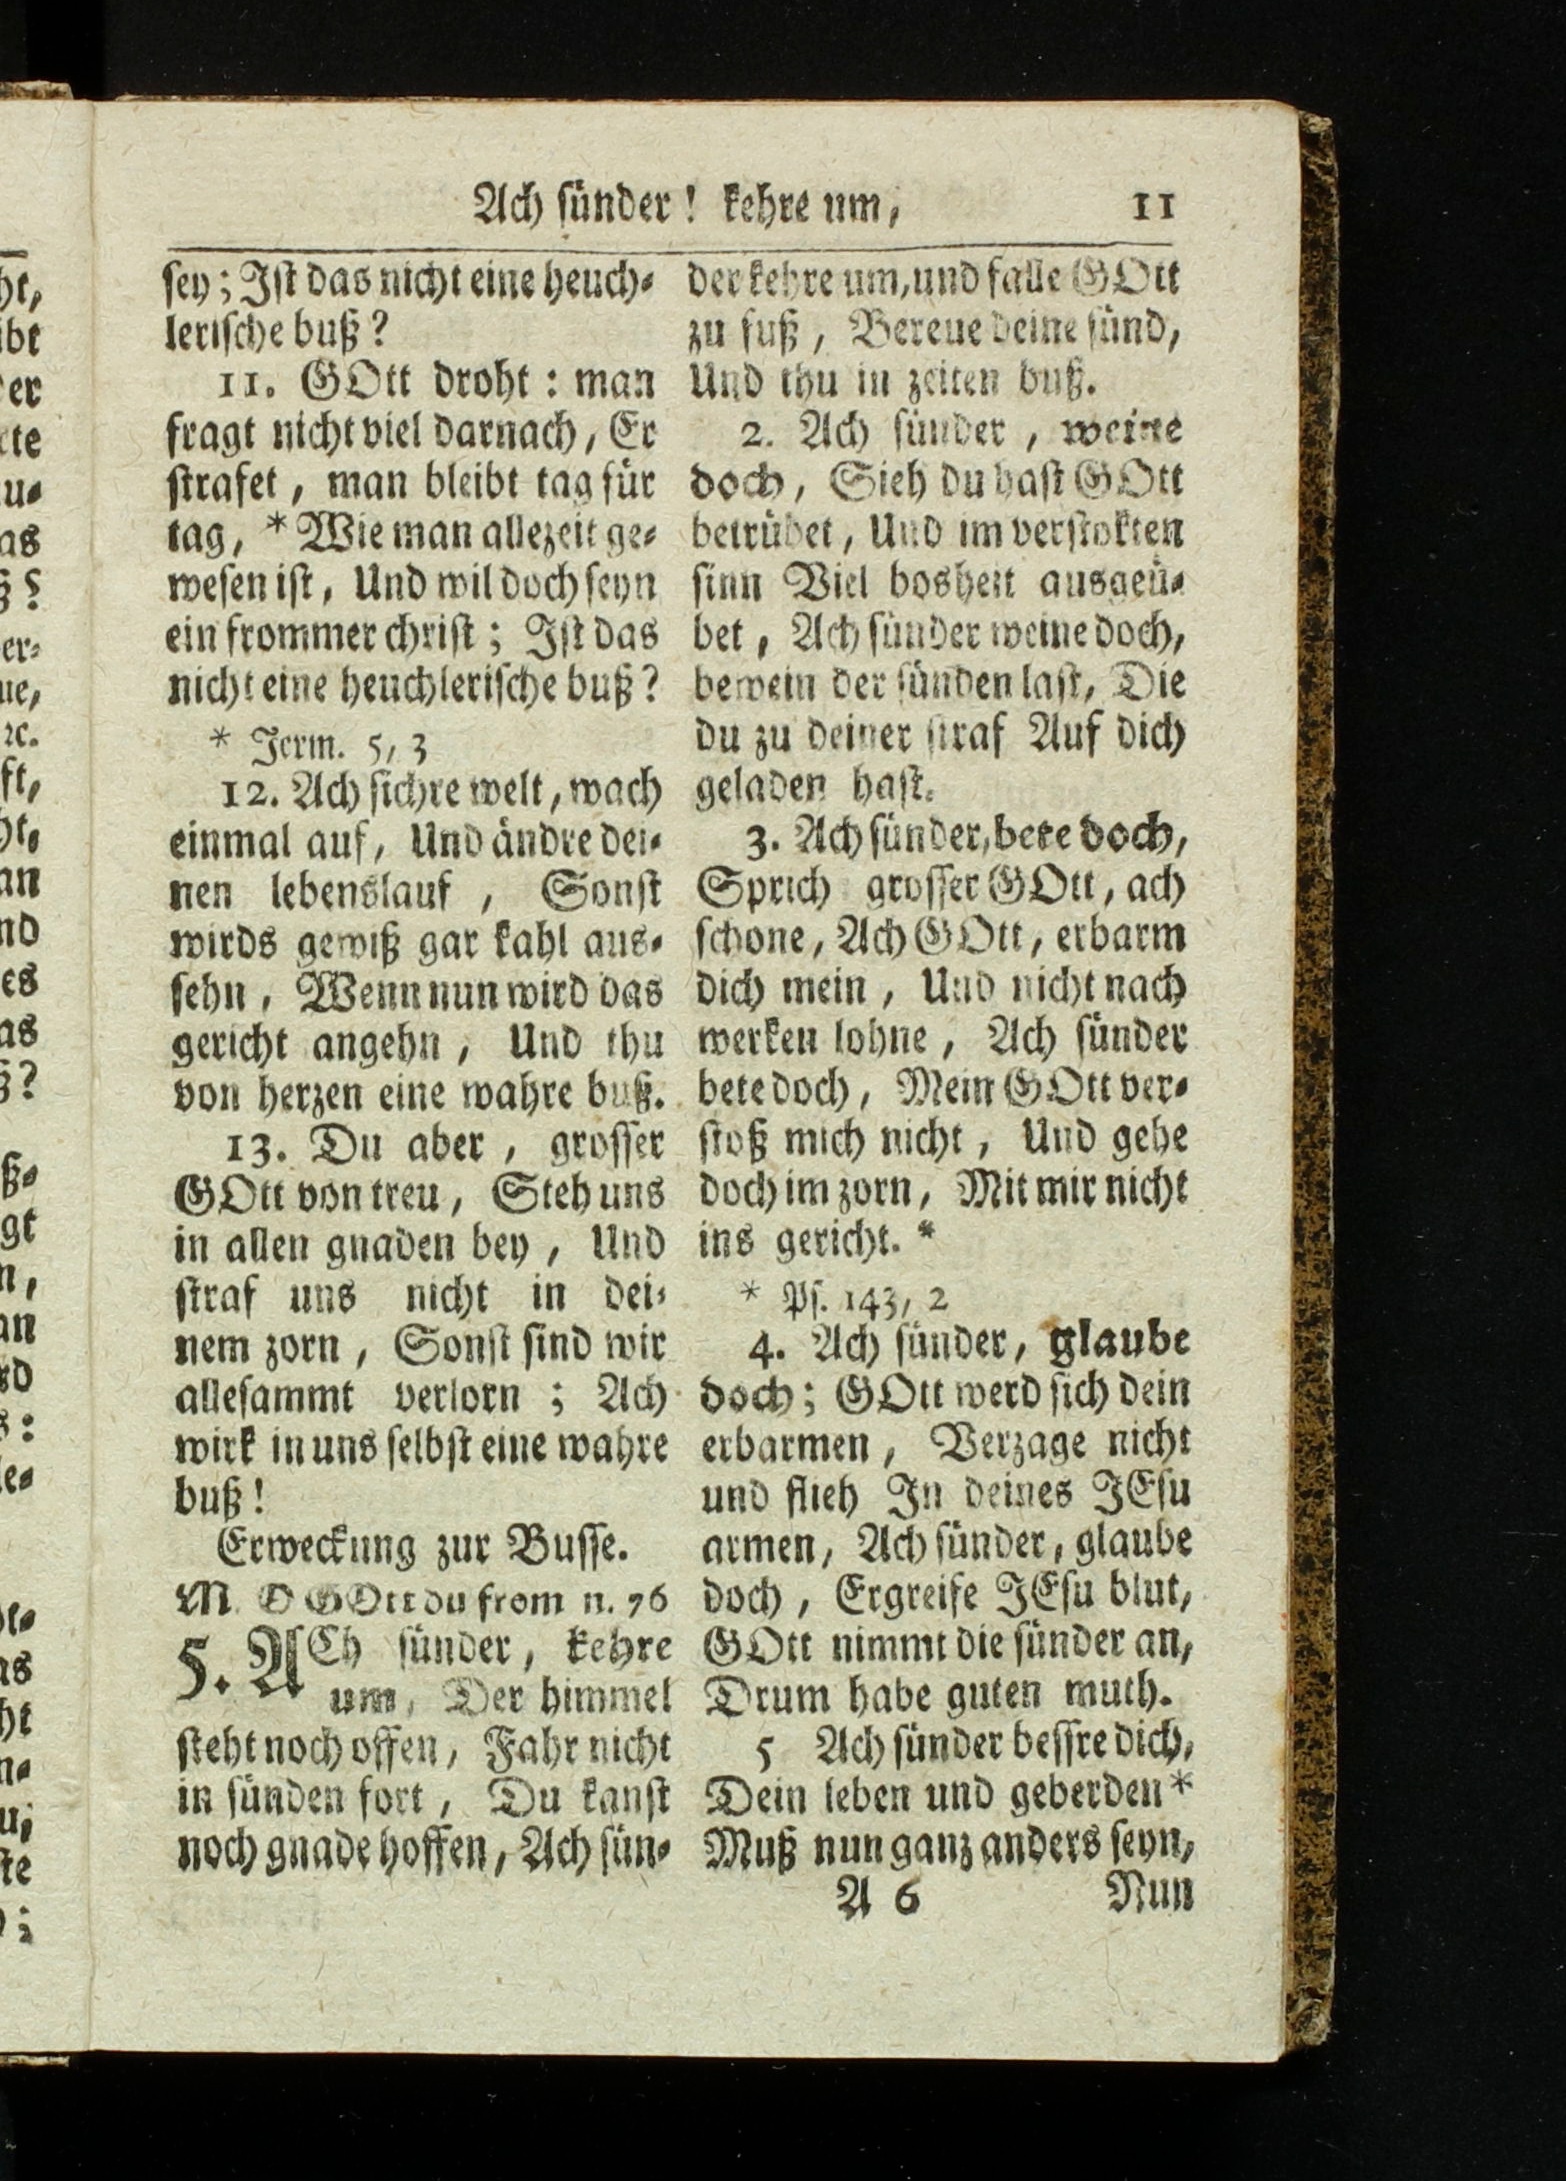 Ach sünder! kehre um, 11
sey; Ist das nicht eine heuch-
lerische buß?
11. GOtt droht: man
fragt nicht viel darnach, Er
strafet, man bleibt tag für
tag, * Wie man allezeit ge-
wesen ist, Und wil doch seyn
ein frommer christ; Ist das
nicht eine heuchlerische buß?
* Jerm. 5, 3
12. Ach sichre welt, wach
einmal auf, Und ändre dei-
nen lebenslauf, Sonst
wirds gewiß gar kahl aus-
sehn, Wenn nun wird das
gericht angehn, Und thu
von herzen eine wahre buß.
13. Du aber, grosser
GOtt von treu, Steh uns
in allen gnaden bey, Und
straf uns nicht in dei-
nem zorn, Sonst sind wir
allesammt verlorn; Ach
wirk in uns selbst eine wahre
buß!
Erweckung zur Busse.
M. O GOtt du from n. 76
5. ACh sünder, kehre
um, Der himmel
steht noch offen, Fahr nicht
in sünden fort, Du kanst
noch gnade hoffen, Ach sün-
der kehre um, und falle GOtt
zu fuß, Bereue deine sünd,
Und thu in zeiten buß.
2. Ach sünder, weine
doch, Sieh du hast GOtt
betrübet, Und im verstokten
sinn Viel bosheit ausgeü-
bet, Ach sünder weine doch,
bewein der sünden last, Die
du zu deiner straf Auf dich
geladen hast.
3. Ach sünder, bete doch,
Sprich grosser GOtt, ach
schone, Ach GOtt, erbarm
dich mein, Und nicht nach
werken lohne, Ach sünder
bete doch, Mein GOtt ver-
stoß mich nicht, Und gehe
doch im zorn, Mit mir nicht
ins gericht. *
* Ps. 143, 2
4. Ach sünder, glaube
doch; GOtt werd sich dein
erbarmen, Verzage nicht
und flieh In deines JEsu
armen, Ach sünder, glaube
doch, Ergreife JEsu blut,
GOtt nimmt die sünder an,
Drum habe guten muth.
5 Ach sünder bessre dich,
Dein leben und geberden *
Muß nun ganz anders seyn,
A 6 Nun